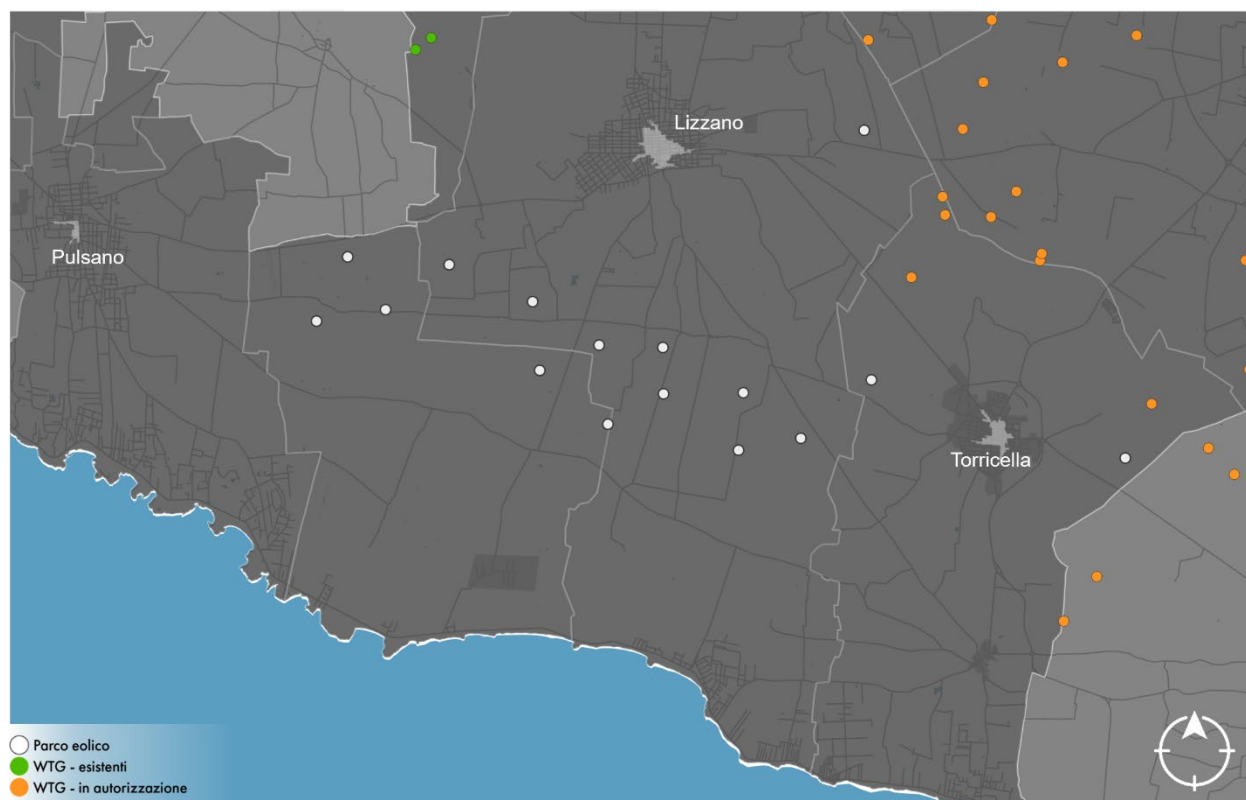 Lizzano
Pulsano
Torricella
Parco eolico
WTG - esistenti
WTG - in autorizzazione